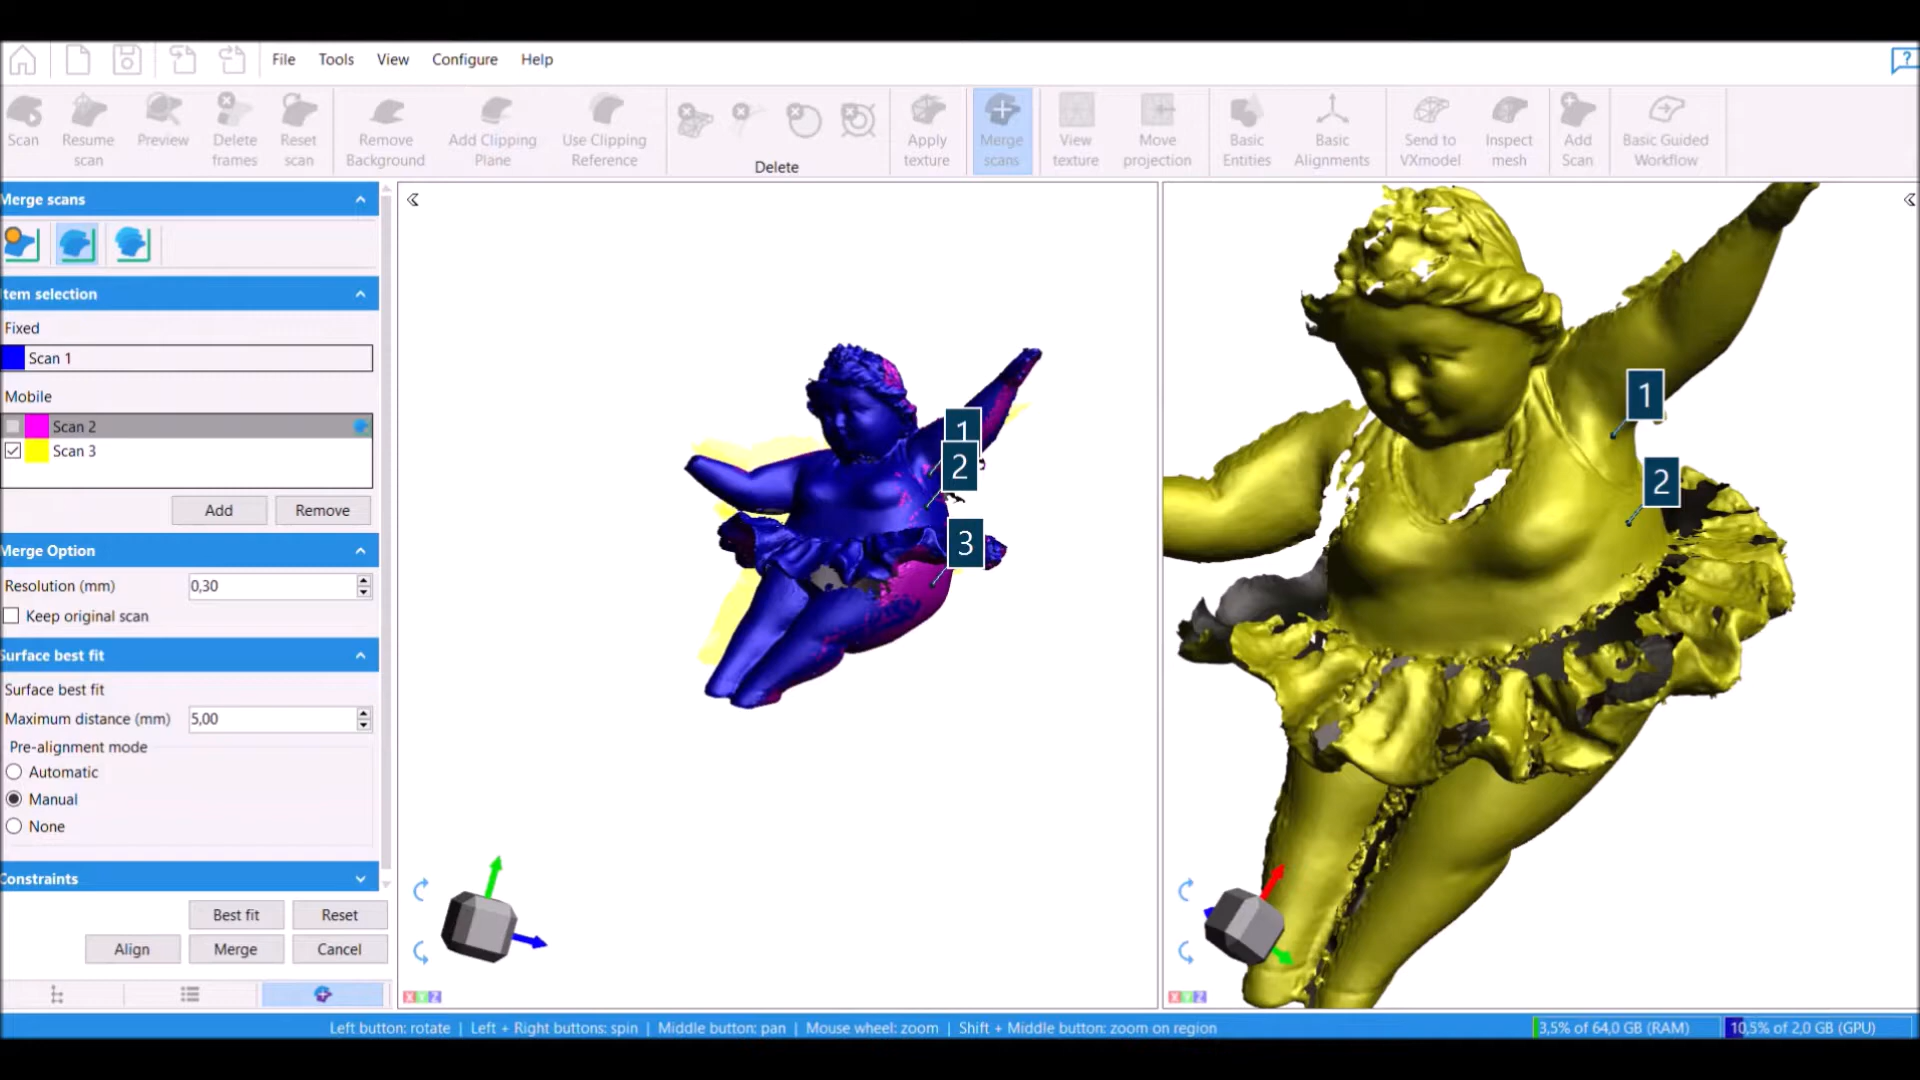 File Tools View Configure Help
Scan
Resume scan
Preview
Delete frames
Reset scan
Remove Background
Add Clipping Plane
Use Clipping Reference
Delete
Apply texture
Merge scans
View texture
Move projection
Basic Entities
Basic Alignments
Send to VXmodel
Inspect mesh
Add Scan
Basic Guided Workflow
Merge scans
Item selection
Fixed
Scan 1
Mobile
Scan 2
Scan 3
Add Remove
Merge Option
Resolution (mm) 0,30
Keep original scan
Surface best fit
Surface best fit
Maximum distance (mm) 5,00
Pre-alignment mode
Automatic
Manual
None
Constraints
Best fit Reset
Align Merge Cancel
1
2
3
X Y Z
1
2
X Y Z
Left button: rotate | Left + Right buttons: spin | Middle button: pan | Mouse wheel: zoom | Shift + Middle button: zoom on region
3,5% of 64,0 GB (RAM) 10,5% of 2,0 GB (GPU)